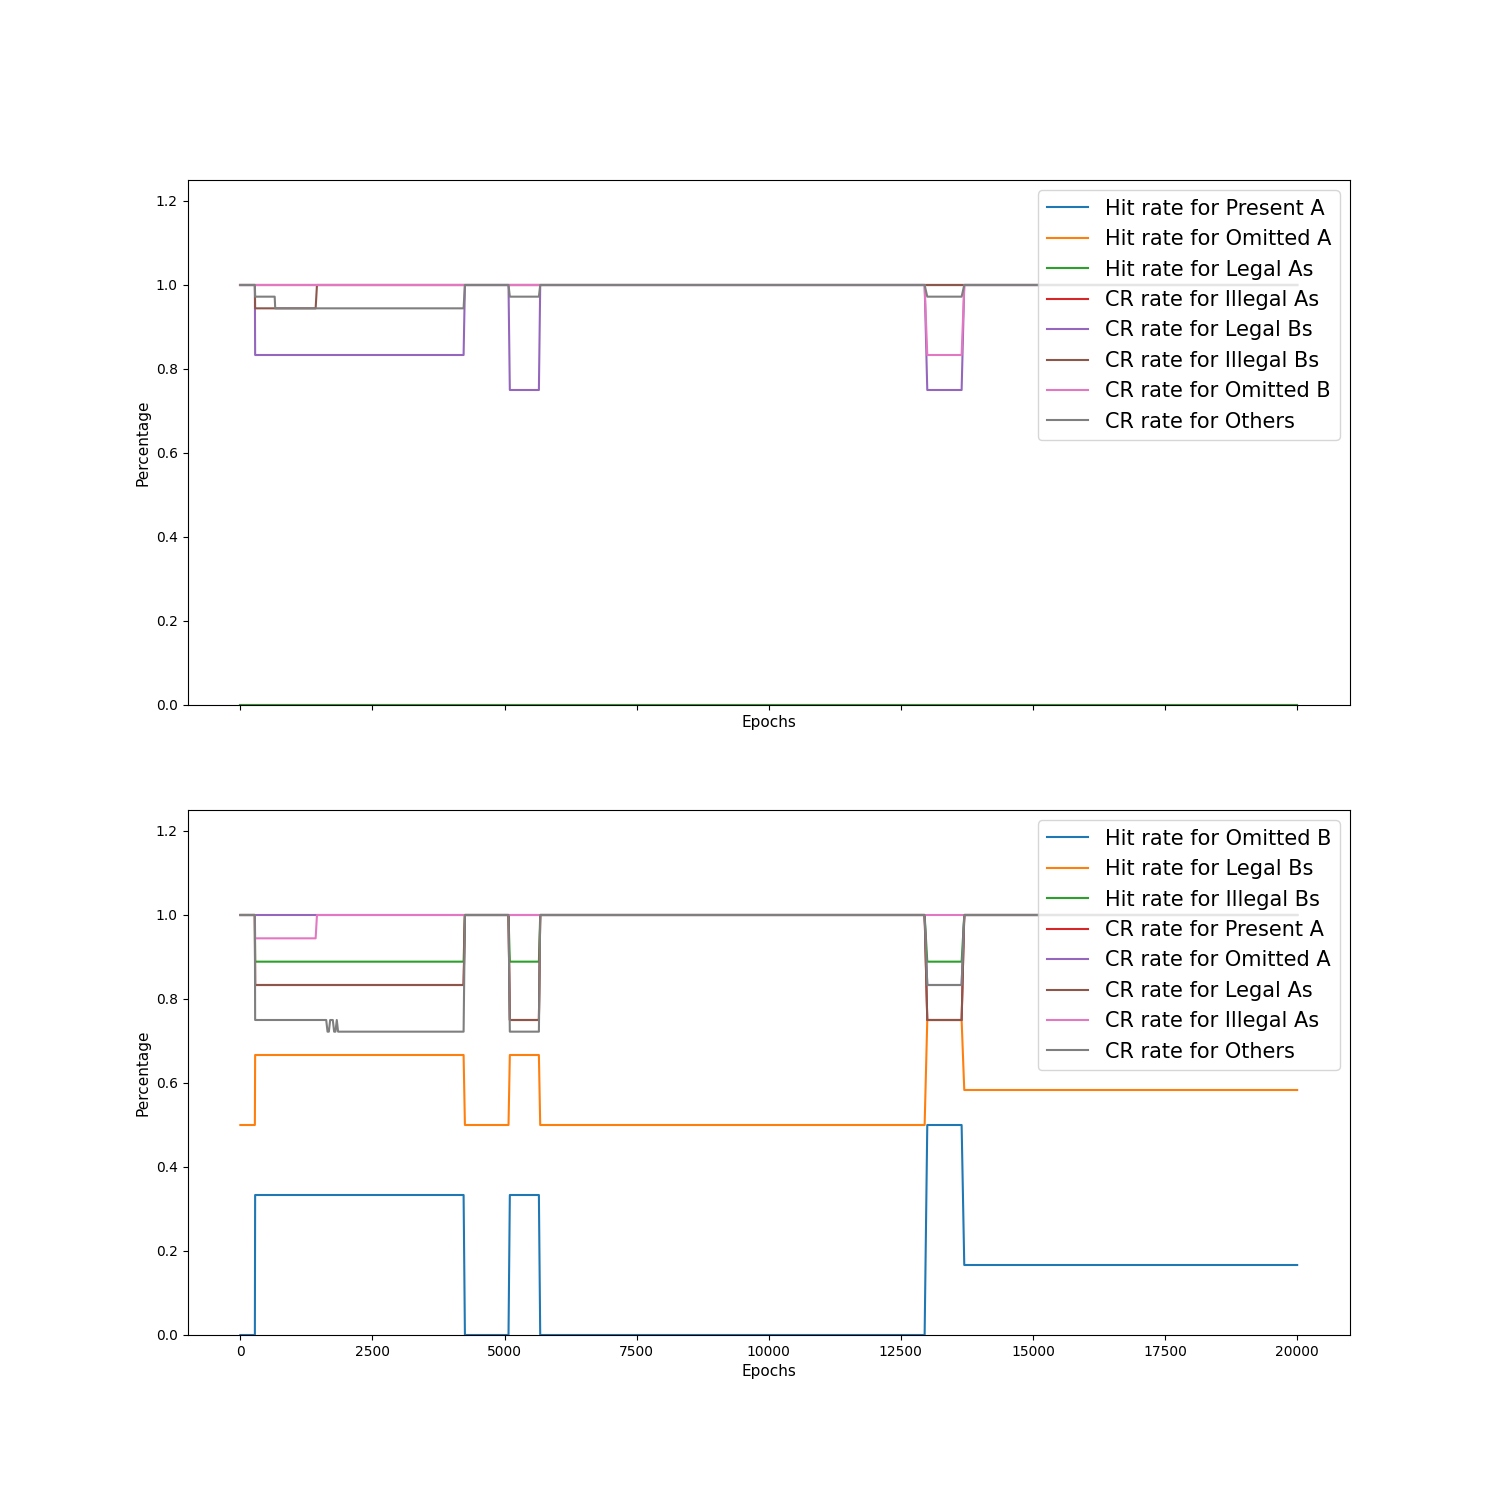 1.2
1.0
0.8
0.6
0.4
0.2
0.0
Percentage
Epochs
Hit rate for Present A
Hit rate for Omitted A
Hit rate for Legal As
CR rate for Illegal As
CR rate for Legal Bs
CR rate for Illegal Bs
CR rate for Omitted B
CR rate for Others
1.2
1.0
0.8
0.6
0.4
0.2
0.0
Percentage
Hit rate for Omitted B
Hit rate for Legal Bs
Hit rate for Illegal Bs
CR rate for Present A
CR rate for Omitted A
CR rate for Legal As
CR rate for Illegal As
CR rate for Others
0 2500 5000 7500 10000 12500 15000 17500 20000
Epochs